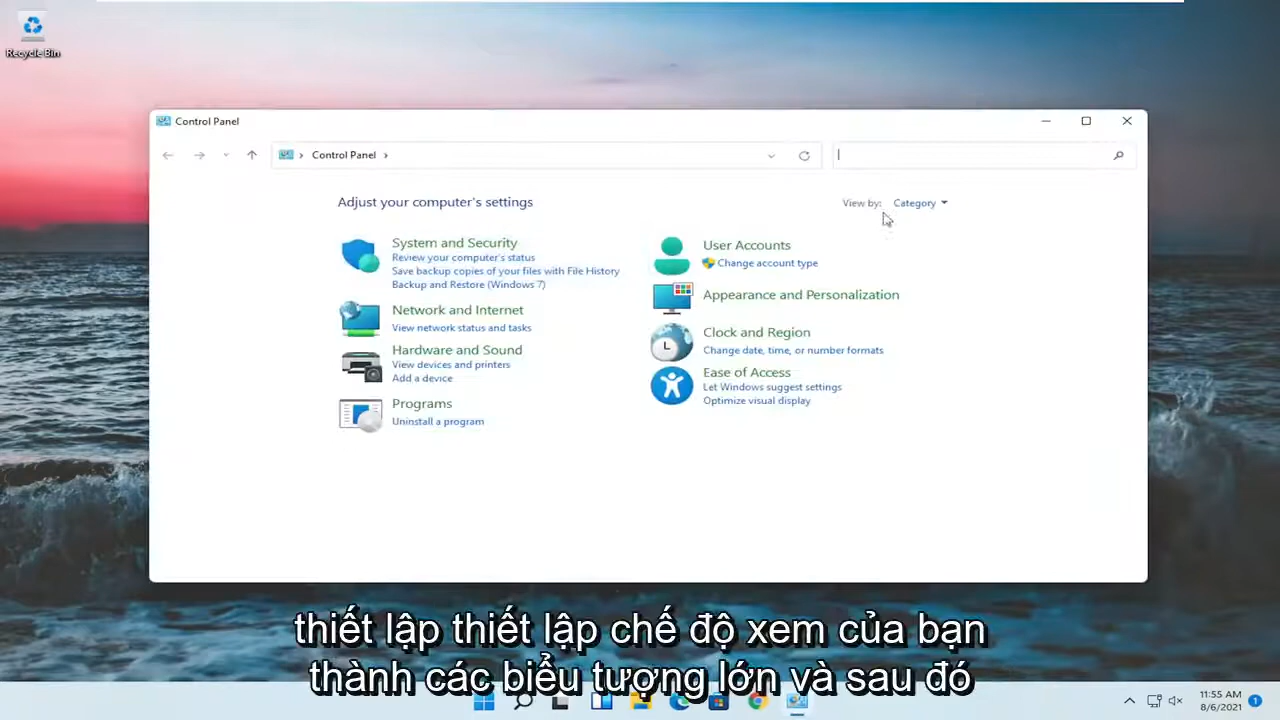 Recycle Bin
Control Panel
Control Panel
Adjust your computer's settings
View by: Category
System and Security
Review your computer's status
Save backup copies of your files with File History
Backup and Restore (Windows 7)
Network and Internet
View network status and tasks
Hardware and Sound
View devices and printers
Add a device
Programs
Uninstall a program
User Accounts
Change account type
Appearance and Personalization
Clock and Region
Change date, time, or number formats
Ease of Access
Let Windows suggest settings
Optimize visual display
thiết lập thiết lập chế độ xem của bạn
thành các biểu tượng lớn và sau đó
11:55 AM
8/6/2021
1